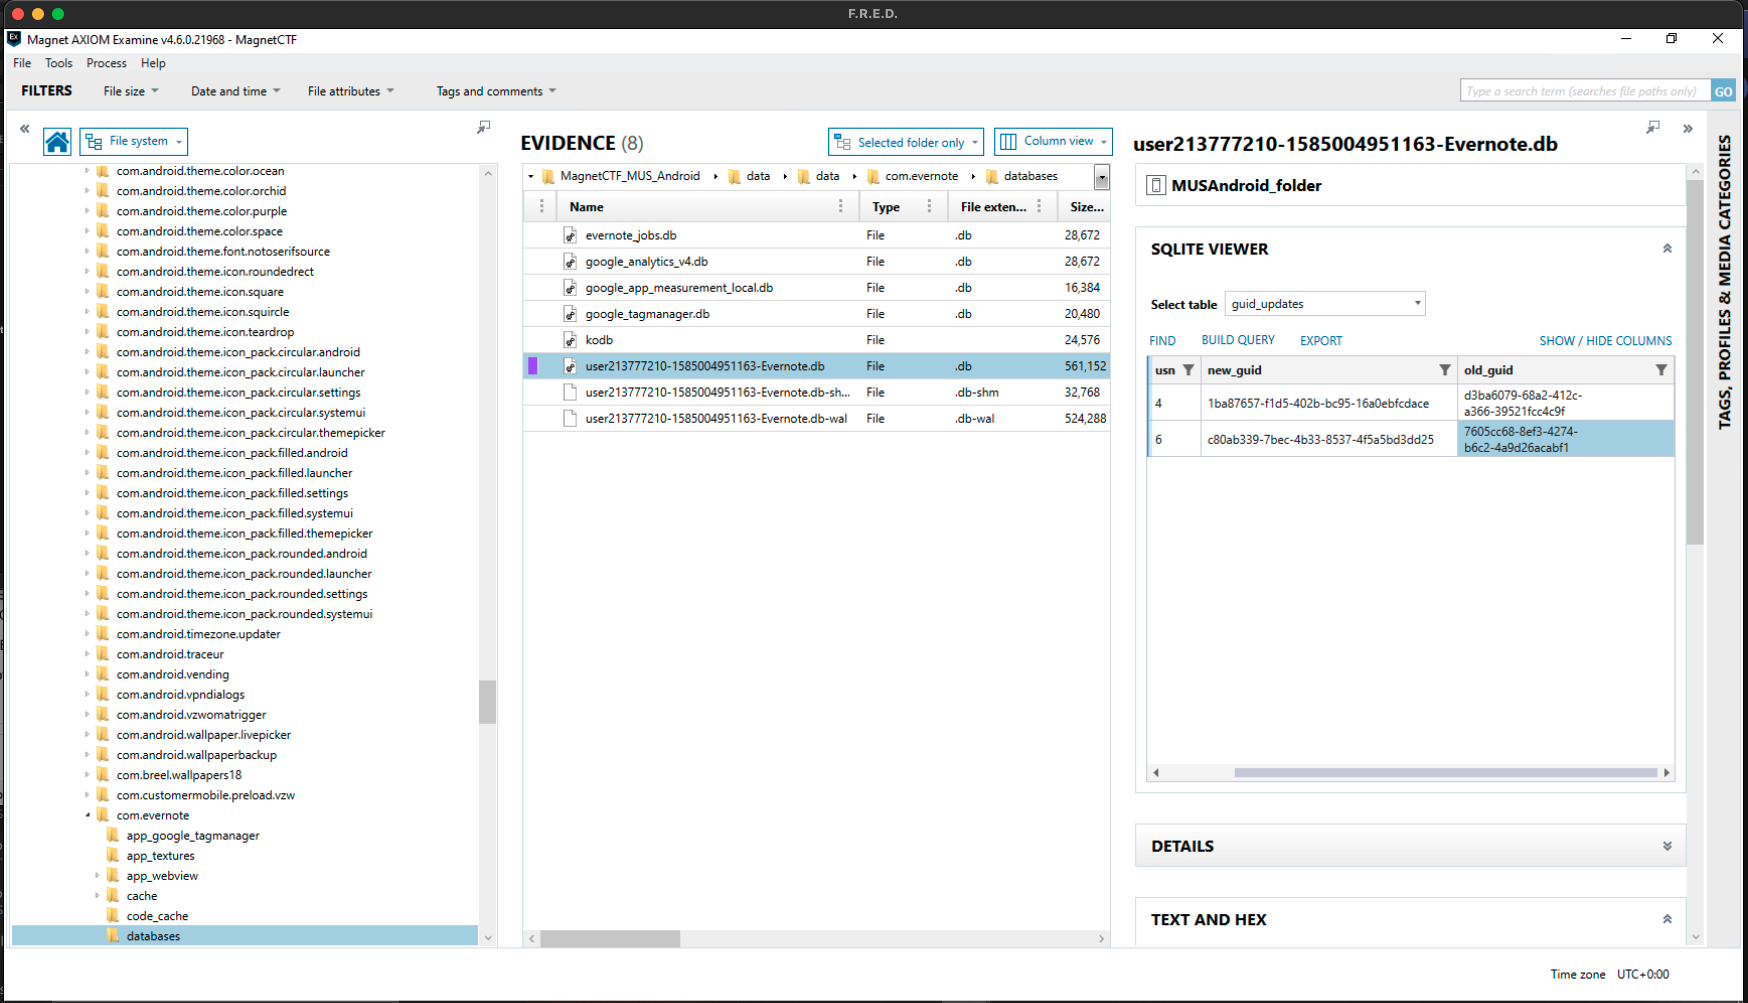 F.R.E.D.
Magnet AXIOM Examine v4.6.0.21968 - MagnetCTF
File Tools Process Help
FILTERS File size Date and time File attributes Tags and comments Type a search term (searches file paths only) GO
File system
com.android.theme.color.ocean
com.android.theme.color.orchid
com.android.theme.color.purple
com.android.theme.color.space
com.android.theme.font.notoserifsource
com.android.theme.icon.roundedrect
com.android.theme.icon.square
com.android.theme.icon.squircle
com.android.theme.icon.teardrop
com.android.theme.icon_pack.circular.android
com.android.theme.icon_pack.circular.launcher
com.android.theme.icon_pack.circular.settings
com.android.theme.icon_pack.circular.systemui
com.android.theme.icon_pack.circular.themepicker
com.android.theme.icon_pack.filled.android
com.android.theme.icon_pack.filled.launcher
com.android.theme.icon_pack.filled.settings
com.android.theme.icon_pack.filled.systemui
com.android.theme.icon_pack.filled.themepicker
com.android.theme.icon_pack.rounded.android
com.android.theme.icon_pack.rounded.launcher
com.android.theme.icon_pack.rounded.settings
com.android.theme.icon_pack.rounded.systemui
com.android.timezone.updater
com.android.traceur
com.android.vending
com.android.vpndialogs
com.android.vzwomatrigger
com.android.wallpaper.livepicker
com.android.wallpaperbackup
com.breel.wallpapers18
com.customermobile.preload.vzw
com.evernote
app_google_tagmanager
app_textures
app_webview
cache
code_cache
databases
EVIDENCE (8) Selected folder only Column view
MagnetCTF_MUS_Android data data com.evernote databases
Name Type File exten... Size...
evernote_jobs.db File .db 28,672
google_analytics_v4.db File .db 28,672
google_app_measurement_local.db File .db 16,384
google_tagmanager.db File .db 20,480
kodb File 24,576
user213777210-1585004951163-Evernote.db File .db 561,152
user213777210-1585004951163-Evernote.db-sh... File .db-shm 32,768
user213777210-1585004951163-Evernote.db-wal File .db-wal 524,288
user213777210-1585004951163-Evernote.db
MUSAndroid_folder
SQLITE VIEWER
Select table guid_updates
FIND BUILD QUERY EXPORT SHOW / HIDE COLUMNS
usn new_guid old_guid
4 1ba87657-f1d5-402b-bc95-16a0ebfcdace d3ba6079-68a2-412c-
a366-39521fcc4c9f
6 c80ab339-7bec-4b33-8537-4f5a5bd3dd25 7605cc68-8ef3-4274-
b6c2-4a9d26acabf1
DETAILS
TEXT AND HEX
TAGS, PROFILES & MEDIA CATEGORIES
Time zone UTC+0:00